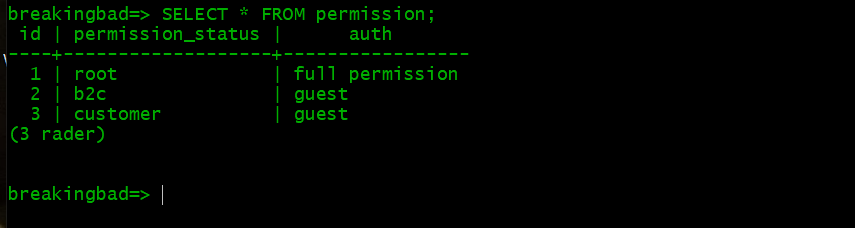 breakingbad=> SELECT * FROM permission;
 id | permission_status |      auth
----+-------------------+-----------------
  1 | root              | full permission
  2 | b2c               | guest
  3 | customer          | guest
(3 rader)
breakingbad=>